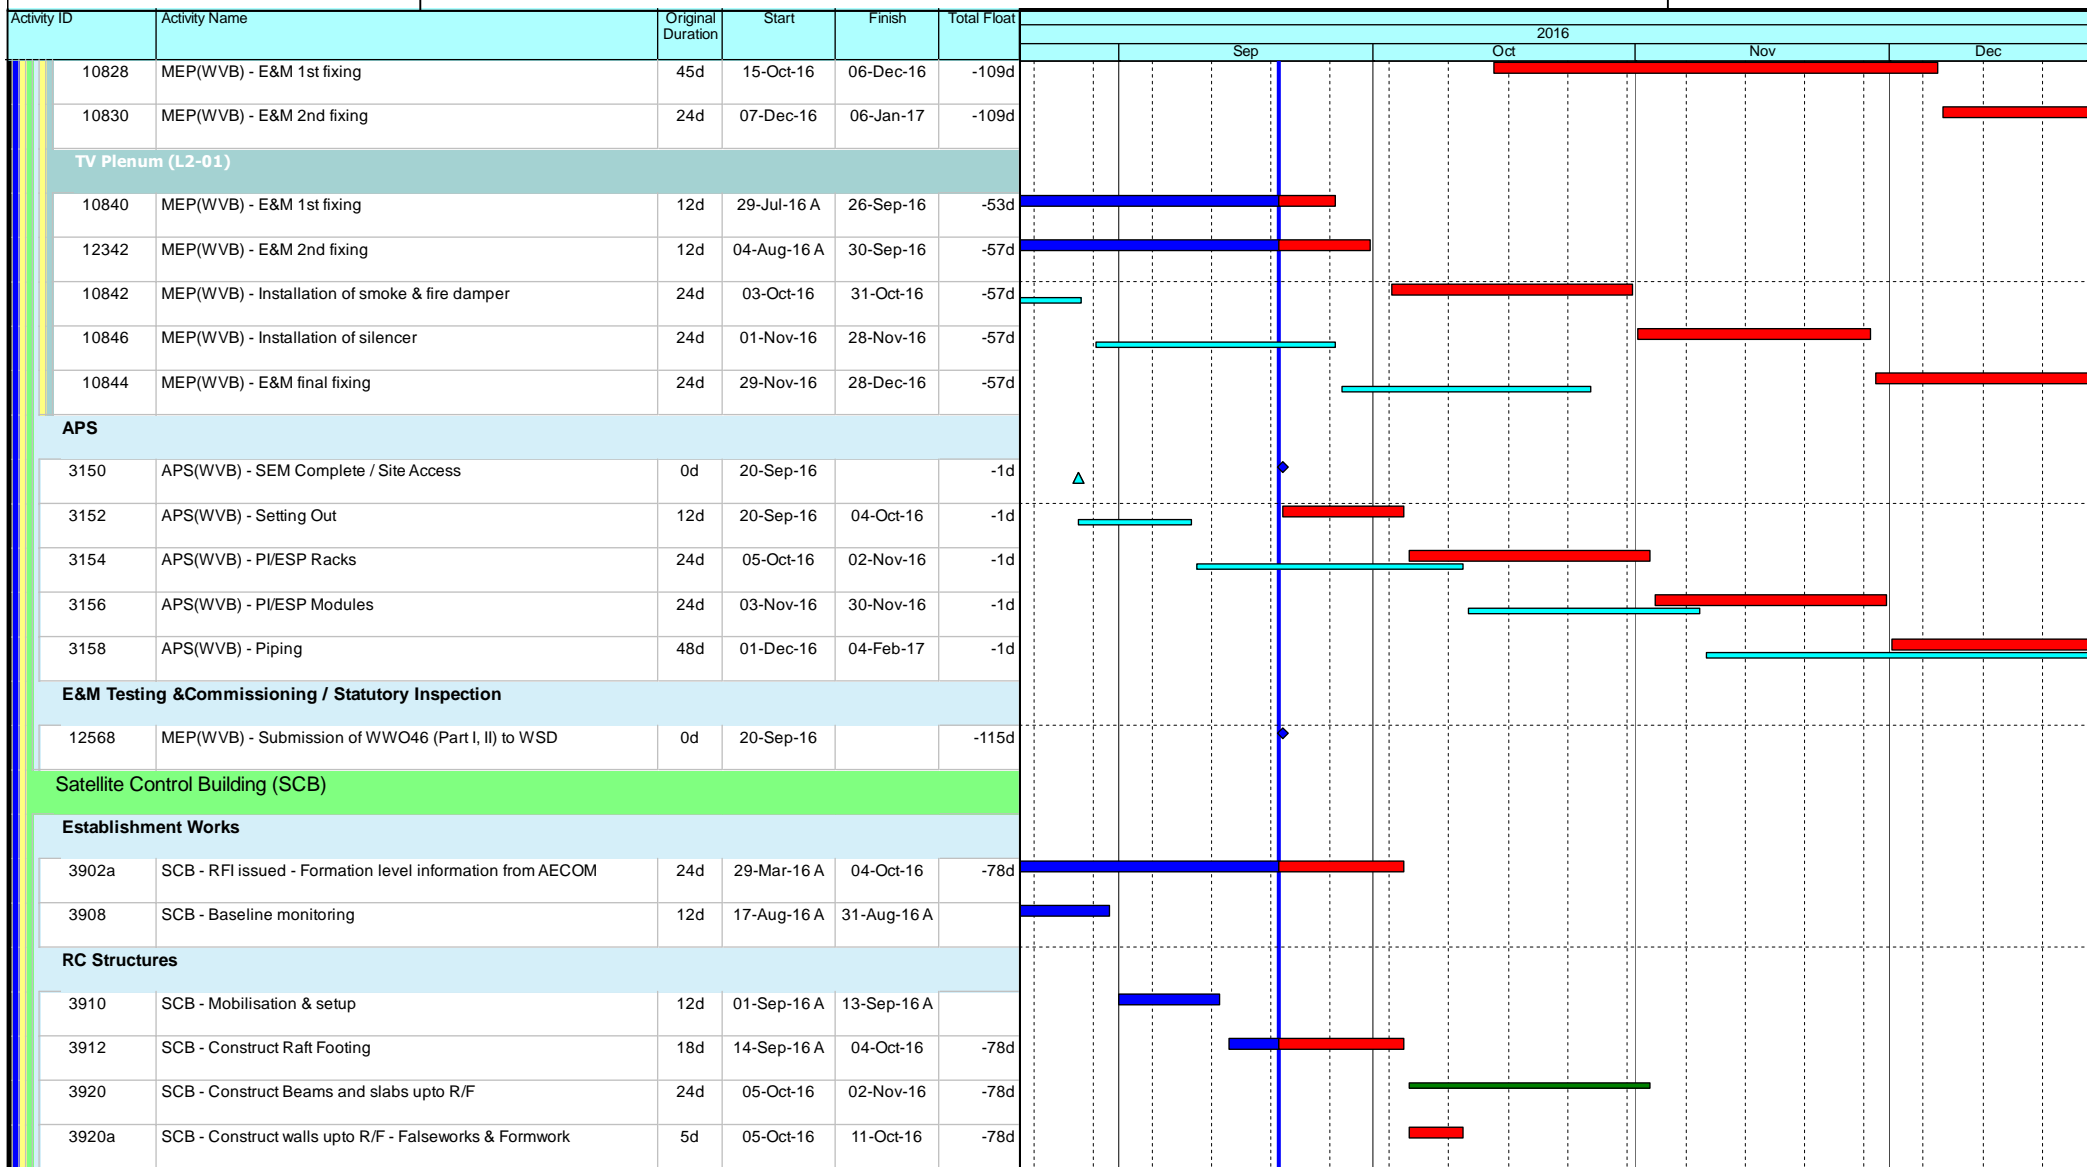 Activity ID Activity Name Original Duration Start Finish Total Float
2016
Sep Oct Nov Dec
10828 MEP(WVB) - E&M 1st fixing 45d 15-Oct-16 06-Dec-16 -109d
10830 MEP(WVB) - E&M 2nd fixing 24d 07-Dec-16 06-Jan-17 -109d
TV Plenum (L2-01)
10840 MEP(WVB) - E&M 1st fixing 12d 29-Jul-16 A 26-Sep-16 -53d
12342 MEP(WVB) - E&M 2nd fixing 12d 04-Aug-16 A 30-Sep-16 -57d
10842 MEP(WVB) - Installation of smoke & fire damper 24d 03-Oct-16 31-Oct-16 -57d
10846 MEP(WVB) - Installation of silencer 24d 01-Nov-16 28-Nov-16 -57d
10844 MEP(WVB) - E&M final fixing 24d 29-Nov-16 28-Dec-16 -57d
APS
3150 APS(WVB) - SEM Complete / Site Access 0d 20-Sep-16 -1d
3152 APS(WVB) - Setting Out 12d 20-Sep-16 04-Oct-16 -1d
3154 APS(WVB) - PI/ESP Racks 24d 05-Oct-16 02-Nov-16 -1d
3156 APS(WVB) - PI/ESP Modules 24d 03-Nov-16 30-Nov-16 -1d
3158 APS(WVB) - Piping 48d 01-Dec-16 04-Feb-17 -1d
E&M Testing &Commissioning / Statutory Inspection
12568 MEP(WVB) - Submission of WWO46 (Part I, II) to WSD 0d 20-Sep-16 -115d
Satellite Control Building (SCB)
Establishment Works
3902a SCB - RFI issued - Formation level information from AECOM 24d 29-Mar-16 A 04-Oct-16 -78d
3908 SCB - Baseline monitoring 12d 17-Aug-16 A 31-Aug-16 A
RC Structures
3910 SCB - Mobilisation & setup 12d 01-Sep-16 A 13-Sep-16 A
3912 SCB - Construct Raft Footing 18d 14-Sep-16 A 04-Oct-16 -78d
3920 SCB - Construct Beams and slabs upto R/F 24d 05-Oct-16 02-Nov-16 -78d
3920a SCB - Construct walls upto R/F - Falseworks & Formwork 5d 05-Oct-16 11-Oct-16 -78d